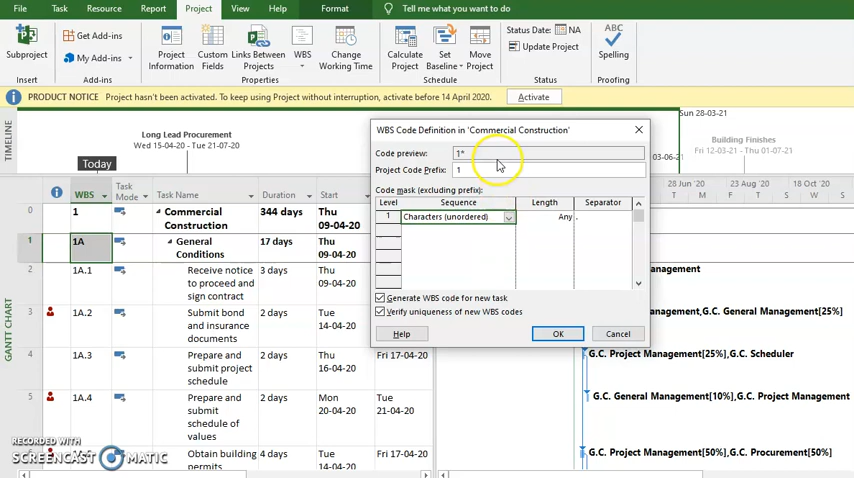 File Task Resource Report Project View Help Format Tell me what you want to do
Subproject
Insert
Get Add-ins
My Add-ins
Add-ins
Project Information
Custom Fields
Links Between Projects
WBS
Change Working Time
Properties
Calculate Project
Set Baseline
Move Project
Schedule
Status Date: NA
Update Project
Status
ABC
Spelling
Proofing
PRODUCT NOTICE Project hasn't been activated. To keep using Project without interruption, activate before 14 April 2020. Activate
TIMELINE
Long Lead Procurement
Wed 15-04-20 - Tue 21-07-20
Today
Sun 28-03-21
Building Finishes
Fri 12-03-21 - Thu 01-07-21
03-06-21
WBS Code Definition in 'Commercial Construction'
Code preview: 1*
Project Code Prefix: 1
Code mask (excluding prefix):
Level Sequence Length Separator
1 Characters (unordered) Any .
Generate WBS code for new task
Verify uniqueness of new WBS codes
Help OK Cancel
GANTT CHART
WBS Task Mode Task Name Duration Start
28 Jun '20 23 Aug '20 18 Oct '20
T M F T S W
0 1 Commercial Construction 344 days Thu 09-04-20
1 1A General Conditions 17 days Thu 09-04-20
2 1A.1 Receive notice to proceed and sign contract 3 days Thu 09-04-20
3 1A.2 Submit bond and insurance documents 2 days Tue 14-04-20
4 1A.3 Prepare and submit project schedule 2 days Thu 16-04-20 Fri 17-04-20
5 1A.4 Prepare and submit schedule of values 2 days Mon 20-04-20 Tue 21-04-20
6 1A.5 Obtain building permits 4 days Thu 09-04-20 Tue 14-04-20
Management
,G.C. General Management[25%]
G.C. Project Management[25%],G.C. Scheduler
G.C. General Management[10%],G.C. Project Management
G.C. Project Management[50%],G.C. Procurement[50%]
RECORDED WITH
SCREENCAST MATIC